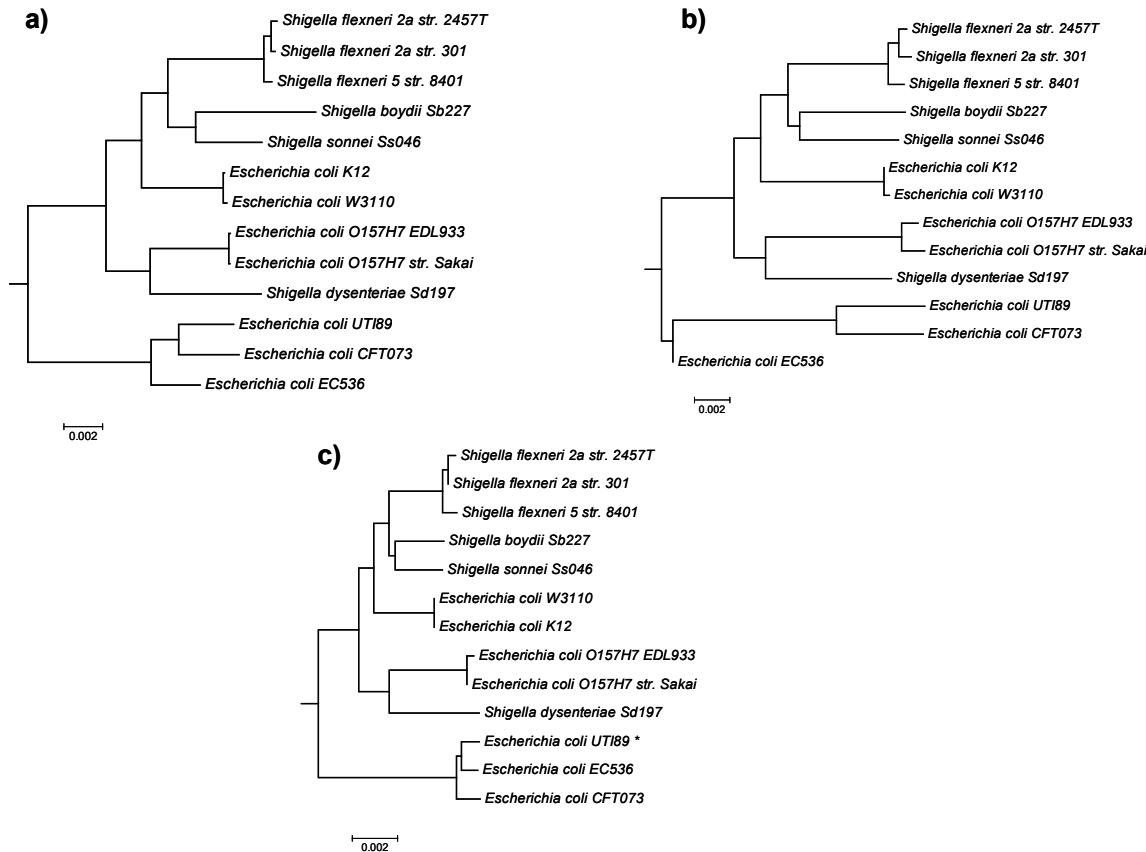 a)
Shigella flexneri 2a str. 2457T
Shigella flexneri 2a str. 301
Shigella flexneri 5 str. 8401
Shigella boydii Sb227
Shigella sonnei Ss046
Escherichia coli K12
Escherichia coli W3110
Escherichia coli O157H7 EDL933
Escherichia coli O157H7 str. Sakai
Shigella dysenteriae Sd197
Escherichia coli UTI89
Escherichia coli CFT073
Escherichia coli EC536
0.002
b)
Shigella flexneri 2a str. 2457T
Shigella flexneri 2a str. 301
Shigella flexneri 5 str. 8401
Shigella boydii Sb227
Shigella sonnei Ss046
Escherichia coli K12
Escherichia coli W3110
Escherichia coli O157H7 EDL933
Escherichia coli O157H7 str. Sakai
Shigella dysenteriae Sd197
Escherichia coli UTI89
Escherichia coli CFT073
Escherichia coli EC536
0.002
c)
Shigella flexneri 2a str. 2457T
Shigella flexneri 2a str. 301
Shigella flexneri 5 str. 8401
Shigella boydii Sb227
Shigella sonnei Ss046
Escherichia coli W3110
Escherichia coli K12
Escherichia coli O157H7 EDL933
Escherichia coli O157H7 str. Sakai
Shigella dysenteriae Sd197
Escherichia coli UTI89 *
Escherichia coli EC536
Escherichia coli CFT073
0.002